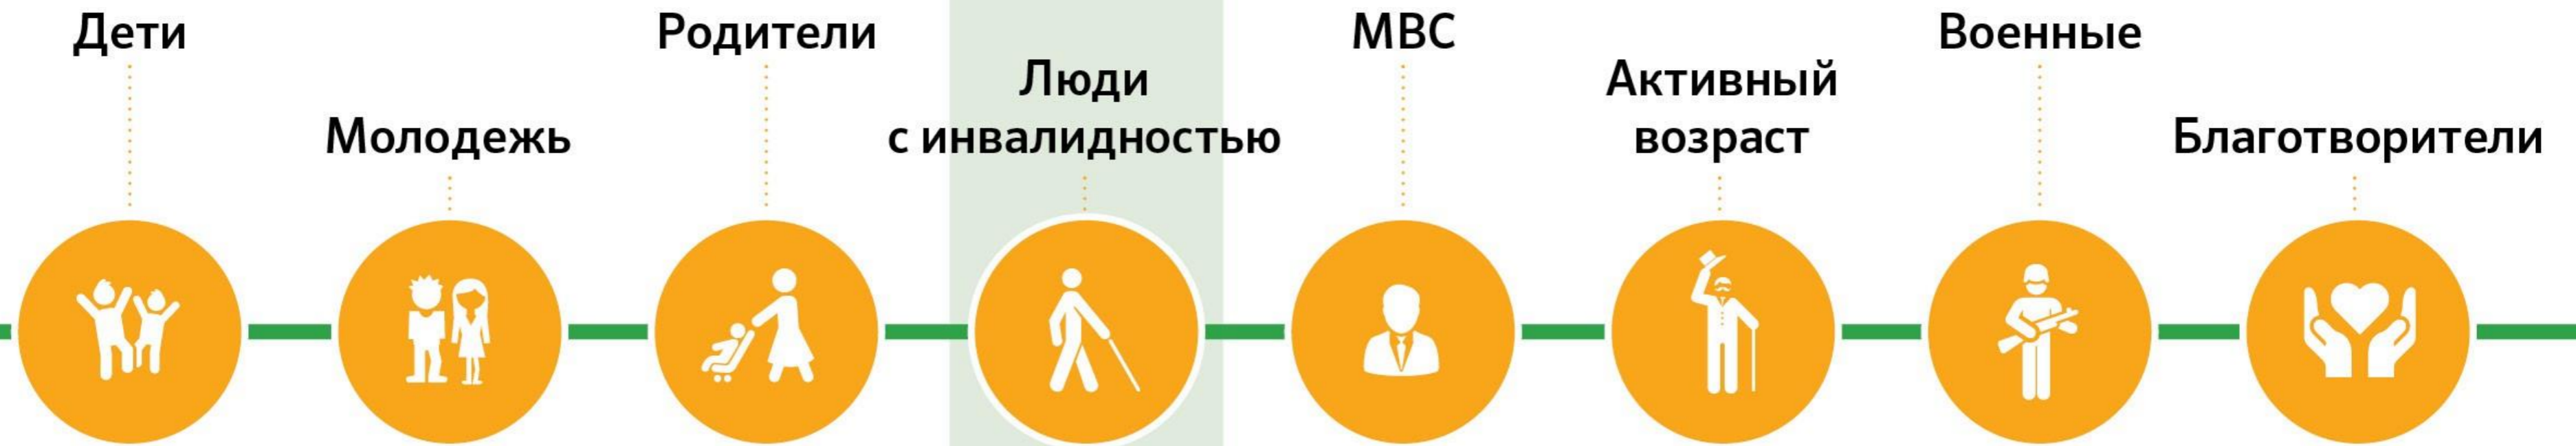 Дети
Молодежь
Родители
Люди
с инвалидностью
МВС
Активный
возраст
Военные
Благотворители